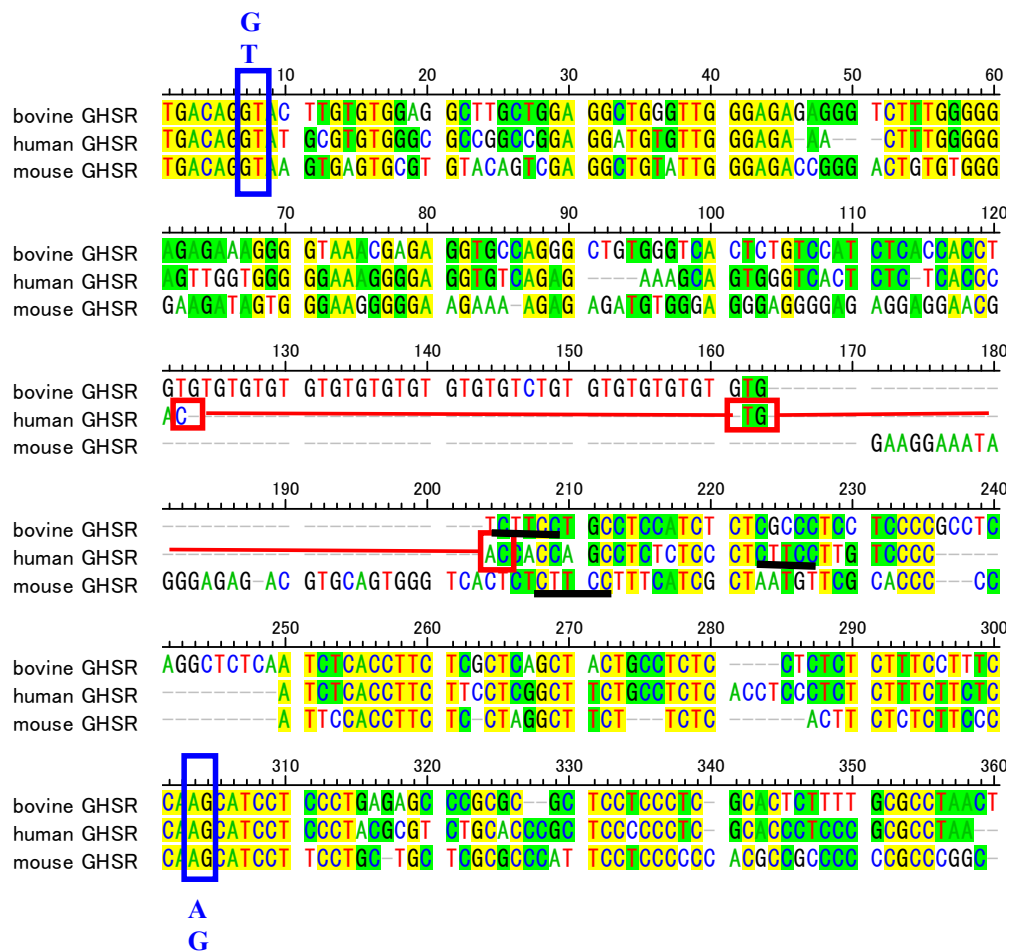 G
T
10 20 30 40 50 60
bovine GHSR TGACAGGTAC TTGTGTGGAG GCTTGCTGGA GGCTGGGTTG GGAGAGAGGG TCTTTGGGGG
human GHSR TGACAGGTAT GCGTGTGGGC GCCGGCCGGA GGATGTGTTG GGAGA-AA-- -CTTTGGGGG
mouse GHSR TGACAGGTAA GTGAGTGCGT GTACAGTCGA GGCTGTATTG GGAGACCGGG ACTGTGTGGG
70 80 90 100 110 120
bovine GHSR AGAGAAAGGG GTAAACGAGA GGTGCCAGGG CTGTGGGTCA CTCTGTCCAT CTCACCACCT
human GHSR AGTTGGTGGG GGAAAGGGGA GGTGTCAGAG ----AAAGCA GTGGGTCACT CTC-TCACCC
mouse GHSR GAAGATAGTG GGAAGGGGGA AGAAA-AGAG AGATGTGGGA GGGAGGGGAG AGGAGGAACG
130 140 150 160 170 180
bovine GHSR GTGTGTGTGT GTGTGTGTGT GTGTGTCTGT GTGTGTGTGT GTG------- ----------
human GHSR AC-------- ---------- ---------- ---------- -TG------- ----------
mouse GHSR ---------- ---------- ---------- ---------- ---------- GAAGGAAATA
190 200 210 220 230 240
bovine GHSR ---------- ---------- ---TCTTCCT GCCTCCATCT CTCGCCCTCC TCCCCGCCTC
human GHSR ---------- ---------- ---ACCACCA GCCTCTCTCC CTCTTCCTTG TCCCC-----
mouse GHSR GGGAGAG-AC GTGCAGTGGG TCACTCTCTT CCTTTCATCGCT AATGTTCG CACCC---CC
250 260 270 280 290 300
bovine GHSR AGGCTCTCAA TCTCACCTTC TCGCTCAGCT ACTGCCTCTC -----CTCTCT CTTTCCTTTC
human GHSR ---------A TCTCACCTTC TTCCTCGGCT TCTGCCTCTC ACCTCCCTCT CTTTCTTCTC
mouse GHSR ---------A TTCCACCTTC TC-CTAGGCT TCT---TCTC ------ACTT CTCTCTTCCC
310 320 330 340 350 360
bovine GHSR CAAGCATCCT CCCTGAGAGC CCGCGC--GC TCCTCCCTC- GCACTCTTTT GCGCCTAACT
human GHSR CAAGCATCCT CCCTACGCGT CTGCACCCGC TCCCCCCTC- GCACCCTCCC GCGCCTAA--
mouse GHSR CAAGCATCCT TCCTGC-TGC TCGCGCCCAT TCCTCCCCCC ACGCCGCCCC CCGCCCGGC-
A
G